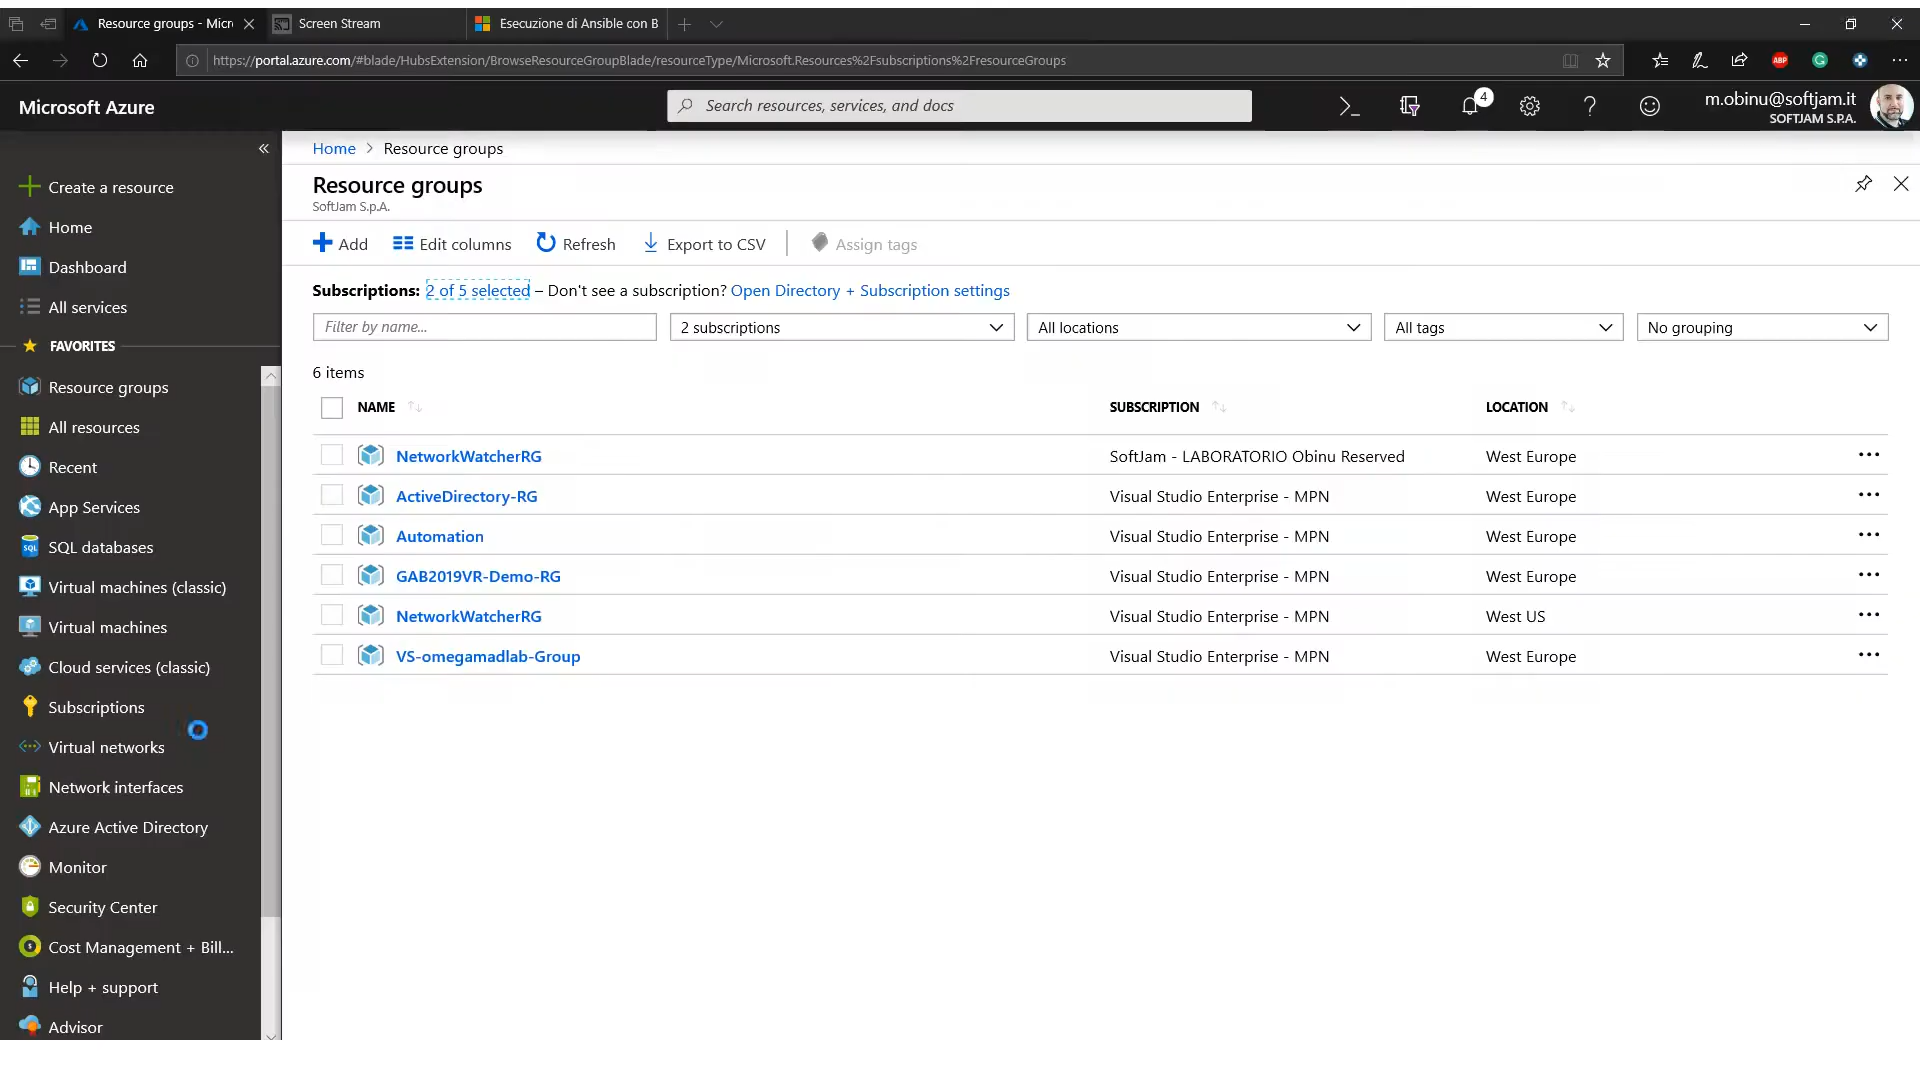 Resource groups - Micr
Screen Stream
Esecuzione di Ansible con B
https://portal.azure.com/#blade/HubsExtension/BrowseResourceGroupBlade/resourceType/Microsoft.Resources%2Fsubscriptions%2FresourceGroups
ABP
G
Microsoft Azure
Search resources, services, and docs
4
m.obinu@softjam.it
SOFTJAM S.P.A.
Create a resource
Home
Dashboard
All services
FAVORITES
Resource groups
All resources
Recent
App Services
SQL
SQL databases
Virtual machines (classic)
Virtual machines
Cloud services (classic)
Subscriptions
Virtual networks
Network interfaces
Azure Active Directory
Monitor
Security Center
Cost Management + Bill...
Help + support
Advisor
Home > Resource groups
Resource groups
SoftJam S.p.A.
Add
Edit columns
Refresh
Export to CSV
Assign tags
Subscriptions: 2 of 5 selected – Don't see a subscription? Open Directory + Subscription settings
Filter by name...
2 subscriptions
All locations
All tags
No grouping
6 items
NAME SUBSCRIPTION LOCATION
NetworkWatcherRG SoftJam - LABORATORIO Obinu Reserved West Europe
ActiveDirectory-RG Visual Studio Enterprise - MPN West Europe
Automation Visual Studio Enterprise - MPN West Europe
GAB2019VR-Demo-RG Visual Studio Enterprise - MPN West Europe
NetworkWatcherRG Visual Studio Enterprise - MPN West US
VS-omegamadlab-Group Visual Studio Enterprise - MPN West Europe